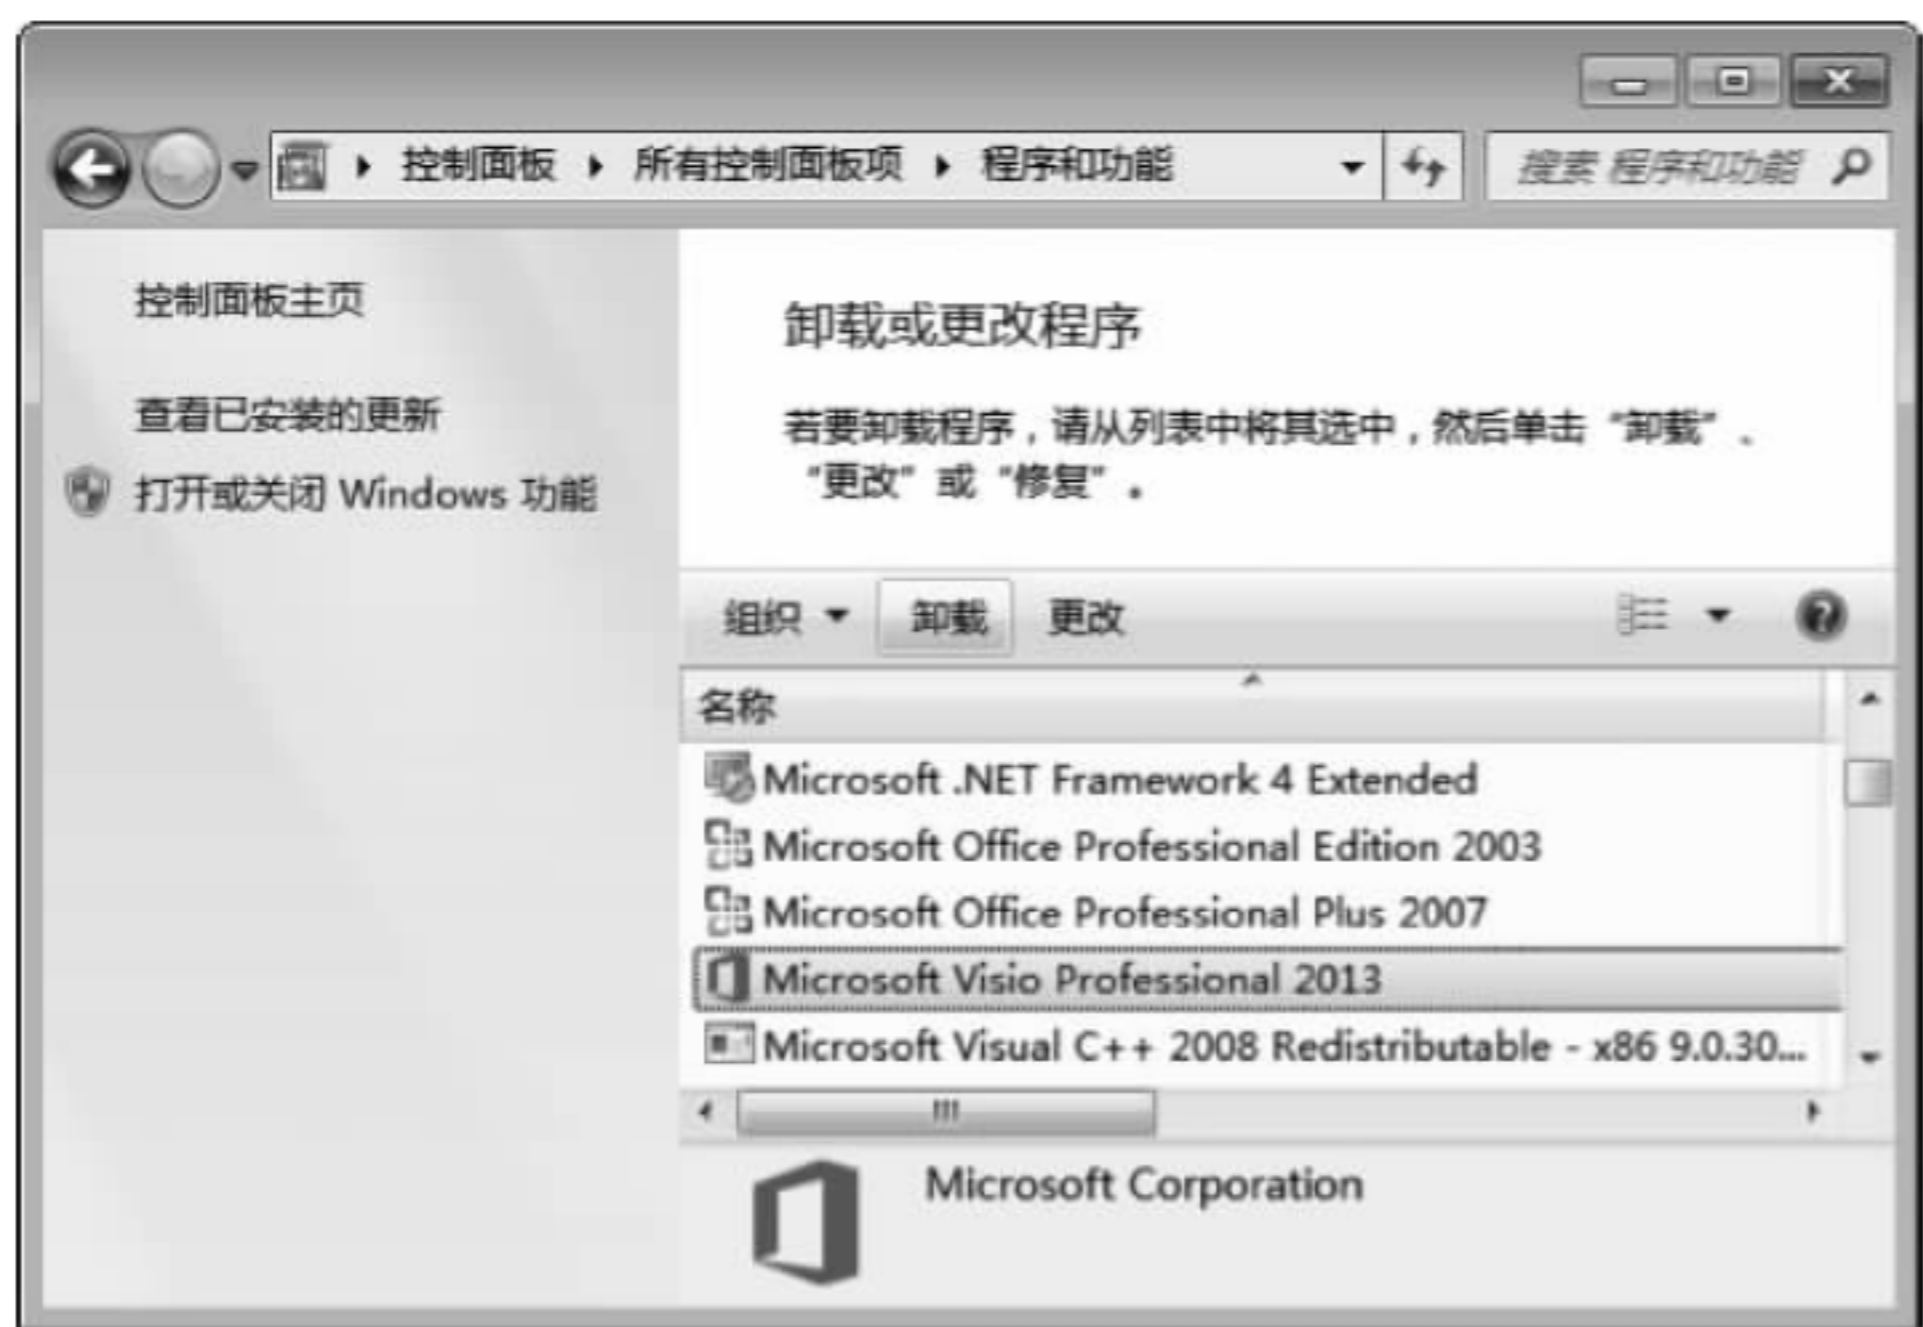 控制面板 ▸ 所有控制面板项 ▸ 程序和功能
搜索 程序和功能
控制面板主页
查看已安装的更新
打开或关闭 Windows 功能
卸载或更改程序
若要卸载程序，请从列表中将其选中，然后单击“卸载”、
“更改”或“修复”。
组织 卸载 更改
名称
Microsoft .NET Framework 4 Extended
Microsoft Office Professional Edition 2003
Microsoft Office Professional Plus 2007
Microsoft Visio Professional 2013
Microsoft Visual C++ 2008 Redistributable - x86 9.0.30...
Microsoft Corporation